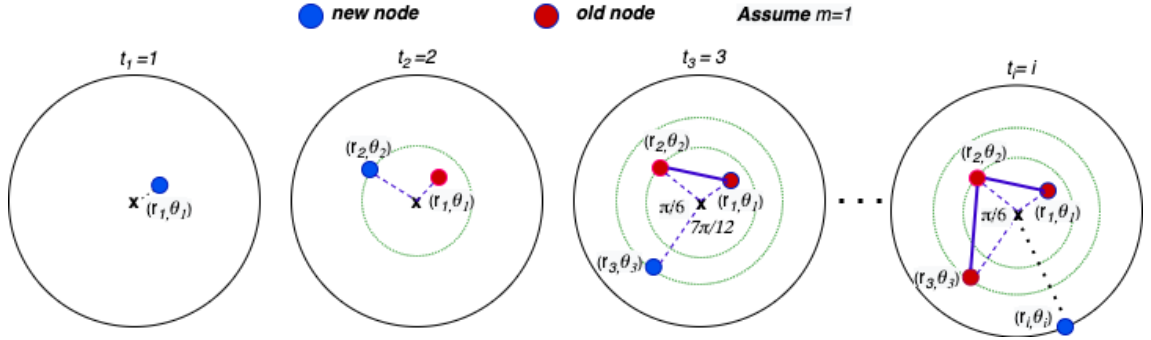 new node old node Assume m=1
t₁ =1 t₂ =2 t₃ = 3 tᵢ= i
(r₁,θ₁)
x
(r₂,θ₂)
(r₁,θ₁)
x
(r₂,θ₂)
(r₁,θ₁)
π/6 x
7π/12
(r₃,θ₃)
. . .
(r₂,θ₂)
(r₁,θ₁)
π/6 x
(r₃,θ₃)
(rᵢ,θᵢ)